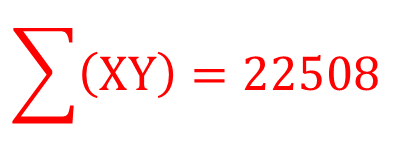 ∑(XY) = 22508